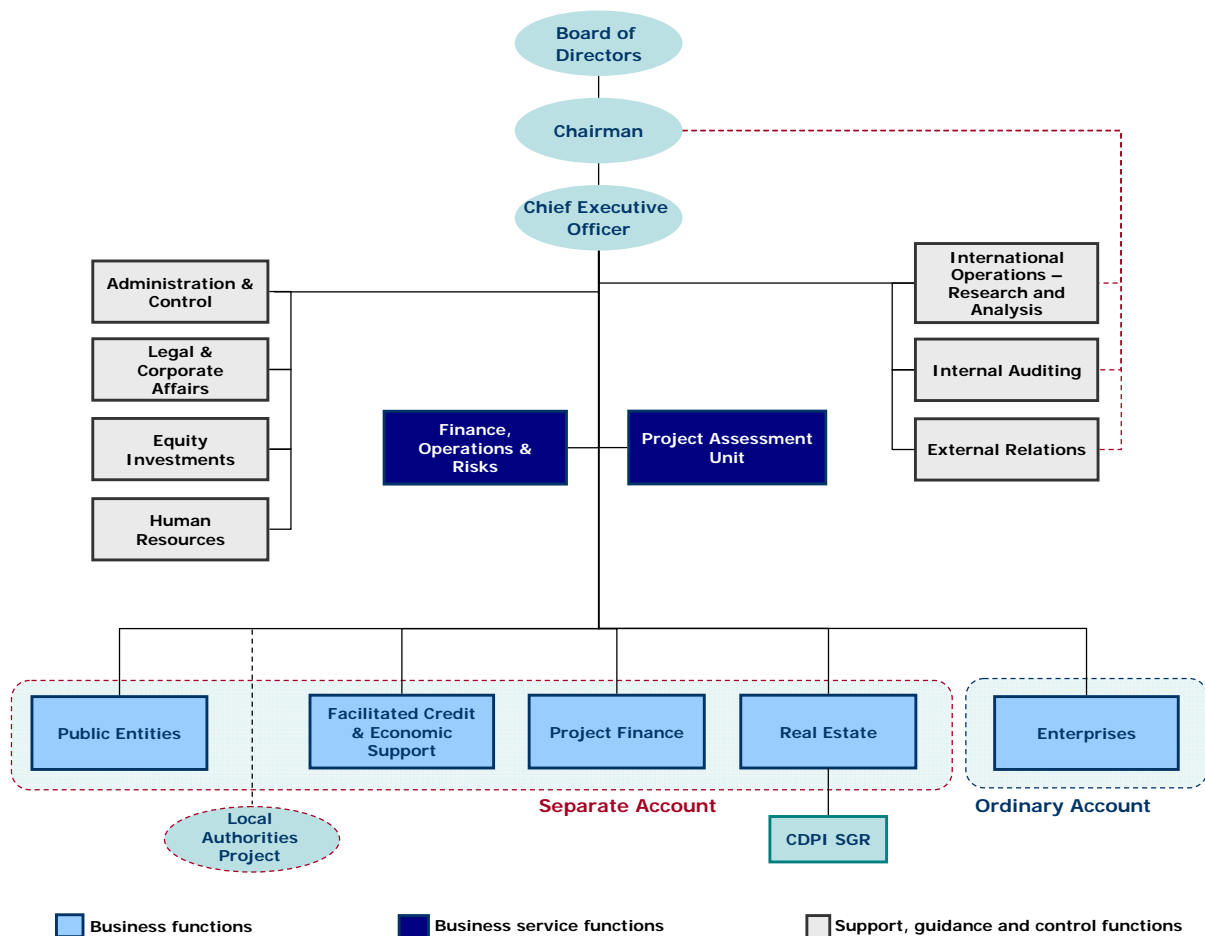 Board of
Directors
Chairman
Chief Executive
Officer
Administration &
Control
Legal &
Corporate
Affairs
Equity
Investments
Human
Resources
International
Operations –
Research and
Analysis
Internal Auditing
External Relations
Finance,
Operations &
Risks
Project Assessment
Unit
Public Entities
Facilitated Credit
& Economic
Support
Project Finance
Real Estate
Enterprises
Separate Account
Ordinary Account
Local
Authorities
Project
CDPI SGR
Business functions
Business service functions
Support, guidance and control functions